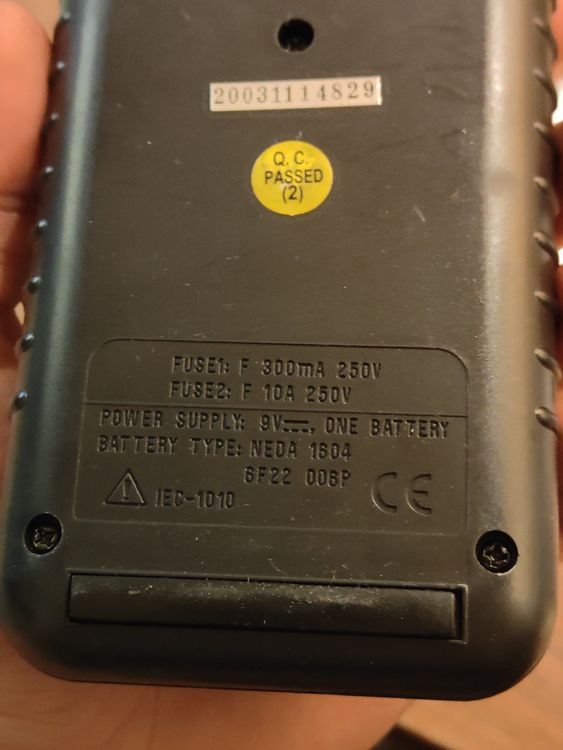 20031114829
Q.C.
PASSED
(2)
FUSE1: F 300mA 250V
FUSE2: F 10A 250V
POWER SUPPLY: 9V⎓, ONE BATTERY
BATTERY TYPE: NEDA 1604
6F22 006P
IEC-1010 CE